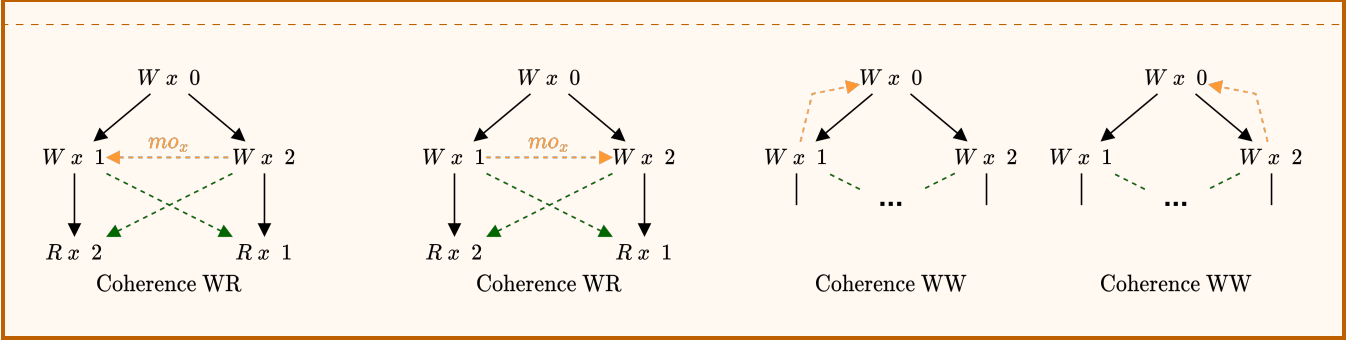 W x 0 W x 0 W x 0 W x 0
mo_x mo_x
W x 1 W x 2 W x 1 W x 2 W x 1 W x 2 W x 1 W x 2
... ...
R x 2 R x 1 R x 2 R x 1
Coherence WR Coherence WR Coherence WW Coherence WW